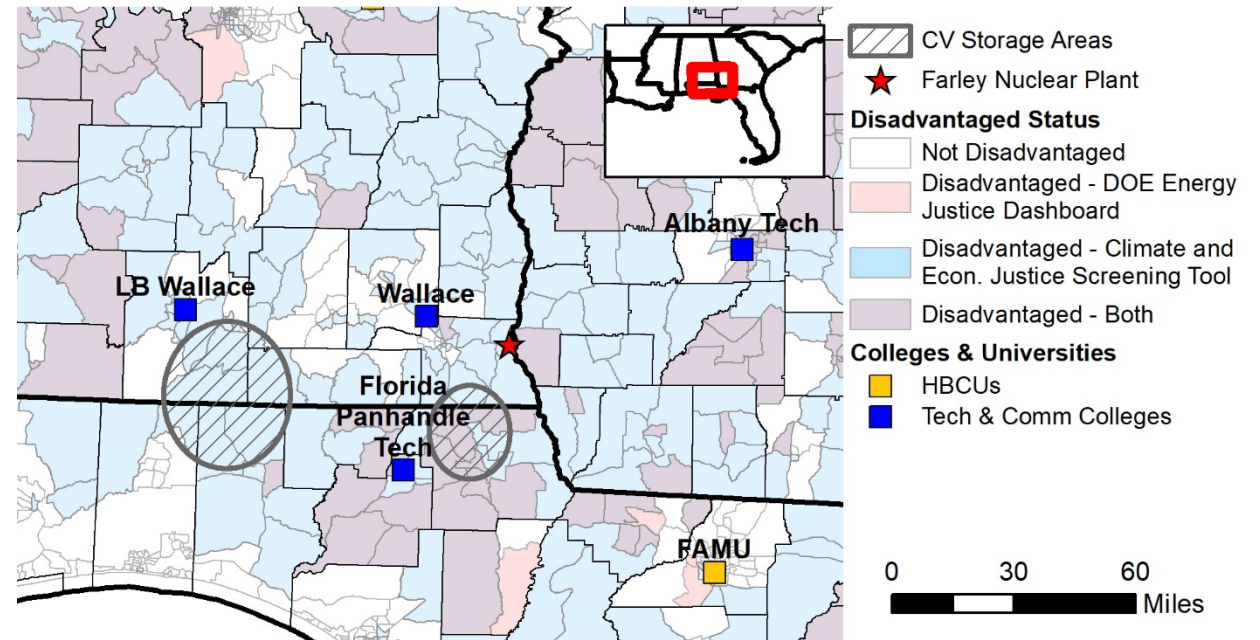 LB Wallace
Wallace
Albany Tech
Florida
Panhandle
Tech
FAMU
CV Storage Areas
Farley Nuclear Plant
Disadvantaged Status
Not Disadvantaged
Disadvantaged - DOE Energy
Justice Dashboard
Disadvantaged - Climate and
Econ. Justice Screening Tool
Disadvantaged - Both
Colleges & Universities
HBCUs
Tech & Comm Colleges
0 30 60
Miles